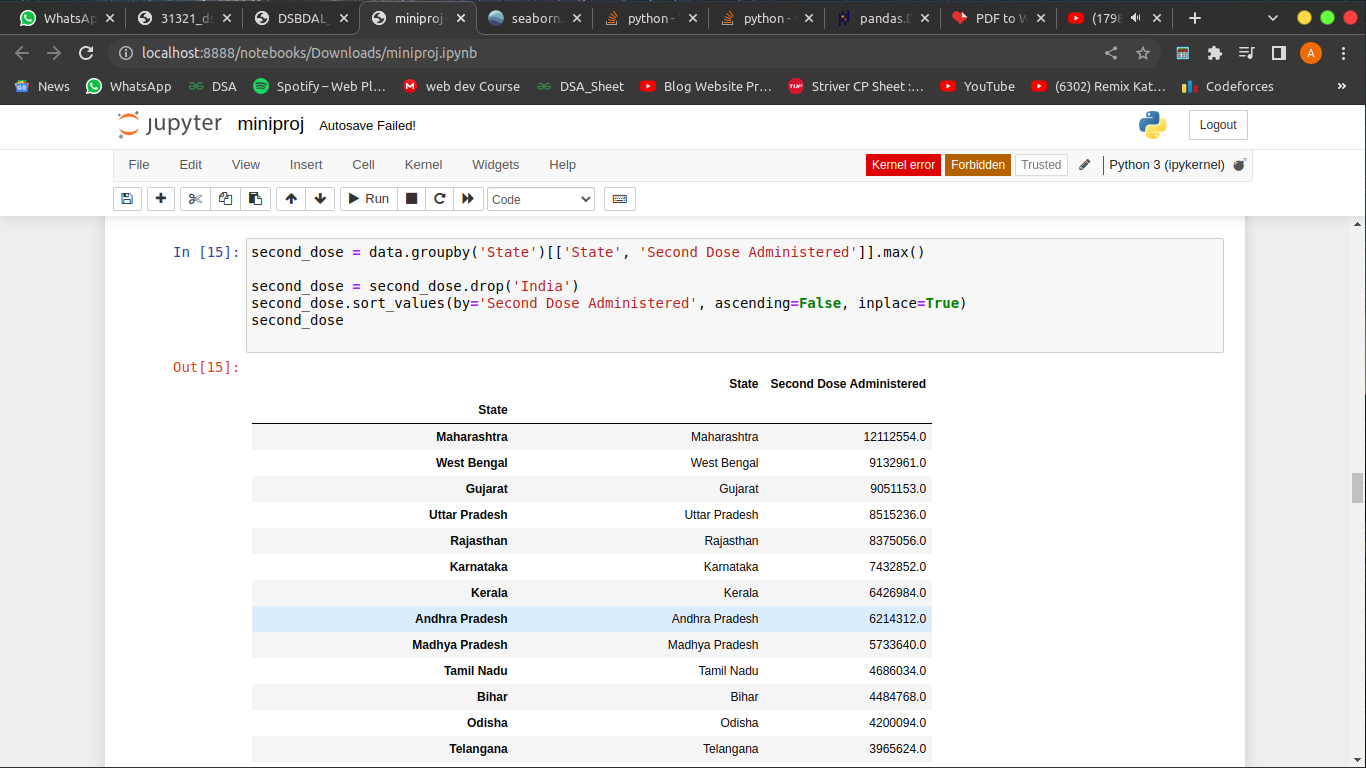 WhatsA
31321_ds
DSBDAL_
miniproj
seaborn.
python -
python -
pandas.D
PDF to W
(1798
localhost:8888/notebooks/Downloads/miniproj.ipynb
A
News WhatsApp DSA Spotify – Web Pl... web dev Course DSA_Sheet Blog Website Pr... Striver CP Sheet :... YouTube (6302) Remix Kat... Codeforces »
jupyter miniproj Autosave Failed! Logout
File Edit View Insert Cell Kernel Widgets Help Kernel error Forbidden Trusted Python 3 (ipykernel)
Run Code
In [15]: second_dose = data.groupby('State')[['State', 'Second Dose Administered']].max()
second_dose = second_dose.drop('India')
second_dose.sort_values(by='Second Dose Administered', ascending=False, inplace=True)
second_dose
Out[15]:
State Second Dose Administered
State
Maharashtra Maharashtra 12112554.0
West Bengal West Bengal 9132961.0
Gujarat Gujarat 9051153.0
Uttar Pradesh Uttar Pradesh 8515236.0
Rajasthan Rajasthan 8375056.0
Karnataka Karnataka 7432852.0
Kerala Kerala 6426984.0
Andhra Pradesh Andhra Pradesh 6214312.0
Madhya Pradesh Madhya Pradesh 5733640.0
Tamil Nadu Tamil Nadu 4686034.0
Bihar Bihar 4484768.0
Odisha Odisha 4200094.0
Telangana Telangana 3965624.0